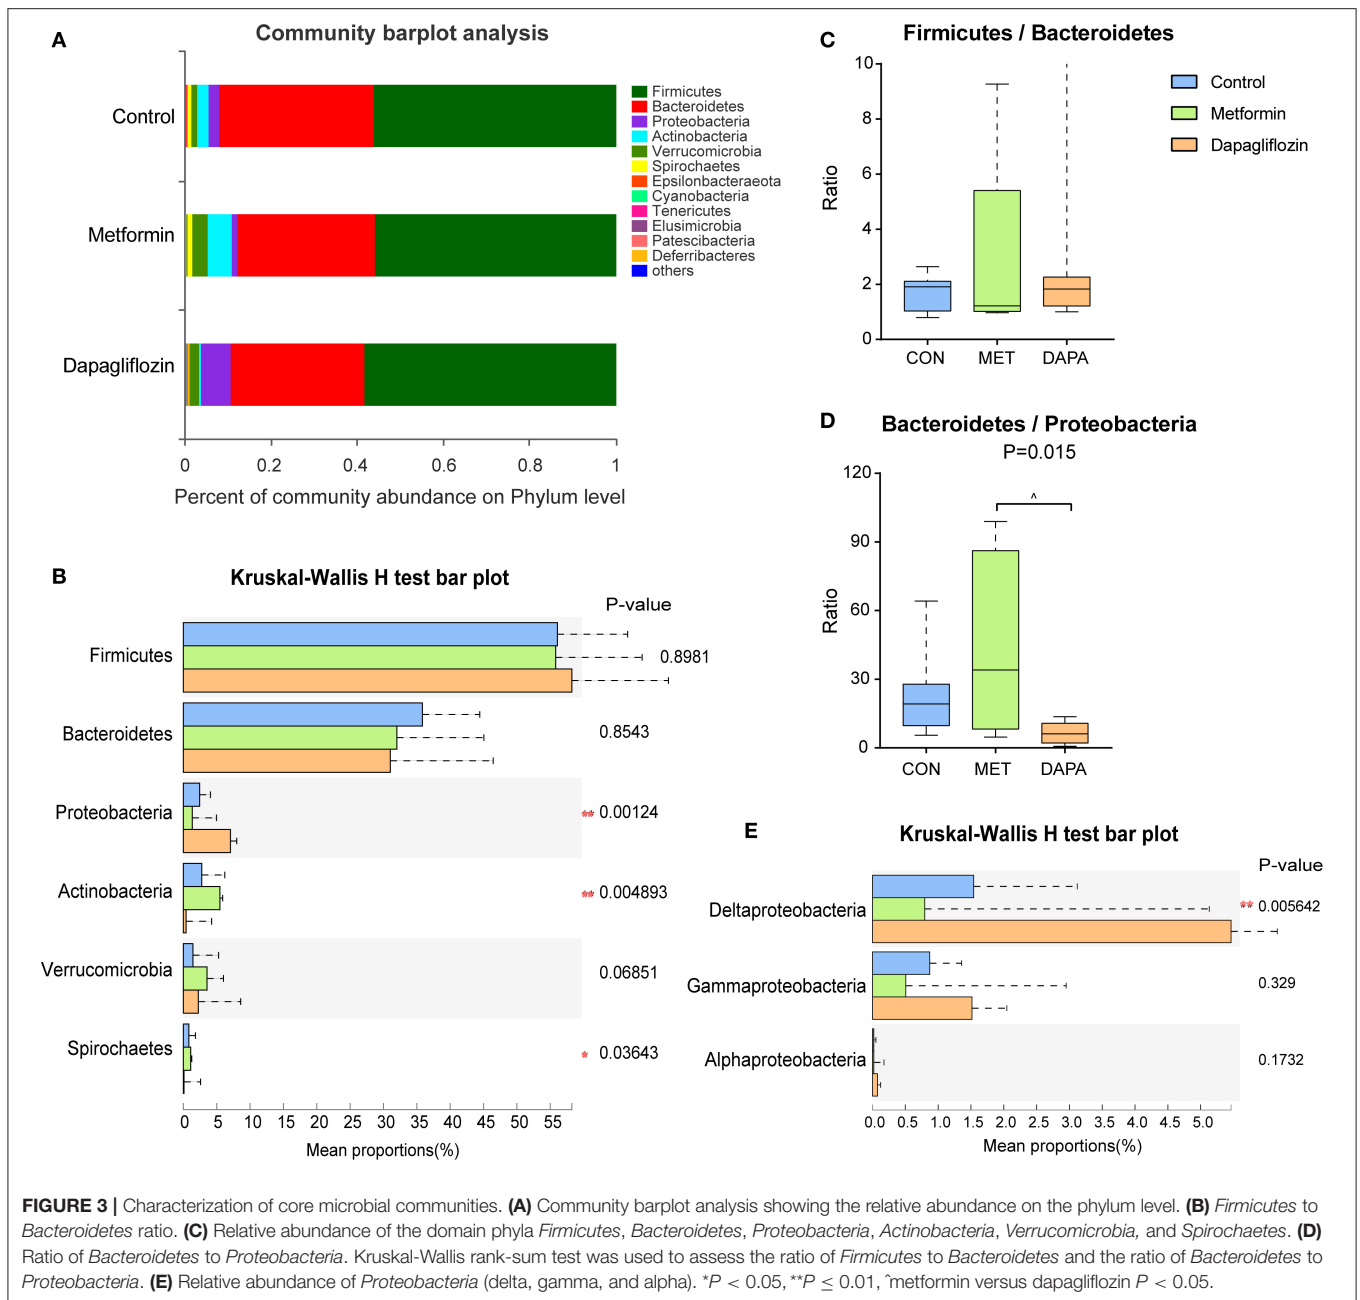 A
Community barplot analysis
Control
Metformin
Dapagliflozin
0 0.2 0.4 0.6 0.8 1
Percent of community abundance on Phylum level
Firmicutes
Bacteroidetes
Proteobacteria
Actinobacteria
Verrucomicrobia
Spirochaetes
Epsilonbacteraeota
Cyanobacteria
Tenericutes
Elusimicrobia
Patescibacteria
Deferribacteres
others
C
Firmicutes / Bacteroidetes
Ratio
10
8
6
4
2
0
CON MET DAPA
Control
Metformin
Dapagliflozin
D
Bacteroidetes / Proteobacteria
P=0.015
^
Ratio
120
90
60
30
0
CON MET DAPA
B
Kruskal-Wallis H test bar plot
P-value
Firmicutes 0.8981
Bacteroidetes 0.8543
Proteobacteria ** 0.00124
Actinobacteria ** 0.004893
Verrucomicrobia 0.06851
Spirochaetes * 0.03643
0 5 10 15 20 25 30 35 40 45 50 55
Mean proportions(%)
E
Kruskal-Wallis H test bar plot
P-value
Deltaproteobacteria ** 0.005642
Gammaproteobacteria 0.329
Alphaproteobacteria 0.1732
0.0 0.5 1.0 1.5 2.0 2.5 3.0 3.5 4.0 4.5 5.0
Mean proportions(%)
FIGURE 3 | Characterization of core microbial communities. (A) Community barplot analysis showing the relative abundance on the phylum level. (B) Firmicutes to
Bacteroidetes ratio. (C) Relative abundance of the domain phyla Firmicutes, Bacteroidetes, Proteobacteria, Actinobacteria, Verrucomicrobia, and Spirochaetes. (D)
Ratio of Bacteroidetes to Proteobacteria. Kruskal-Wallis rank-sum test was used to assess the ratio of Firmicutes to Bacteroidetes and the ratio of Bacteroidetes to
Proteobacteria. (E) Relative abundance of Proteobacteria (delta, gamma, and alpha). *P < 0.05, **P ≤ 0.01, ^metformin versus dapagliflozin P < 0.05.